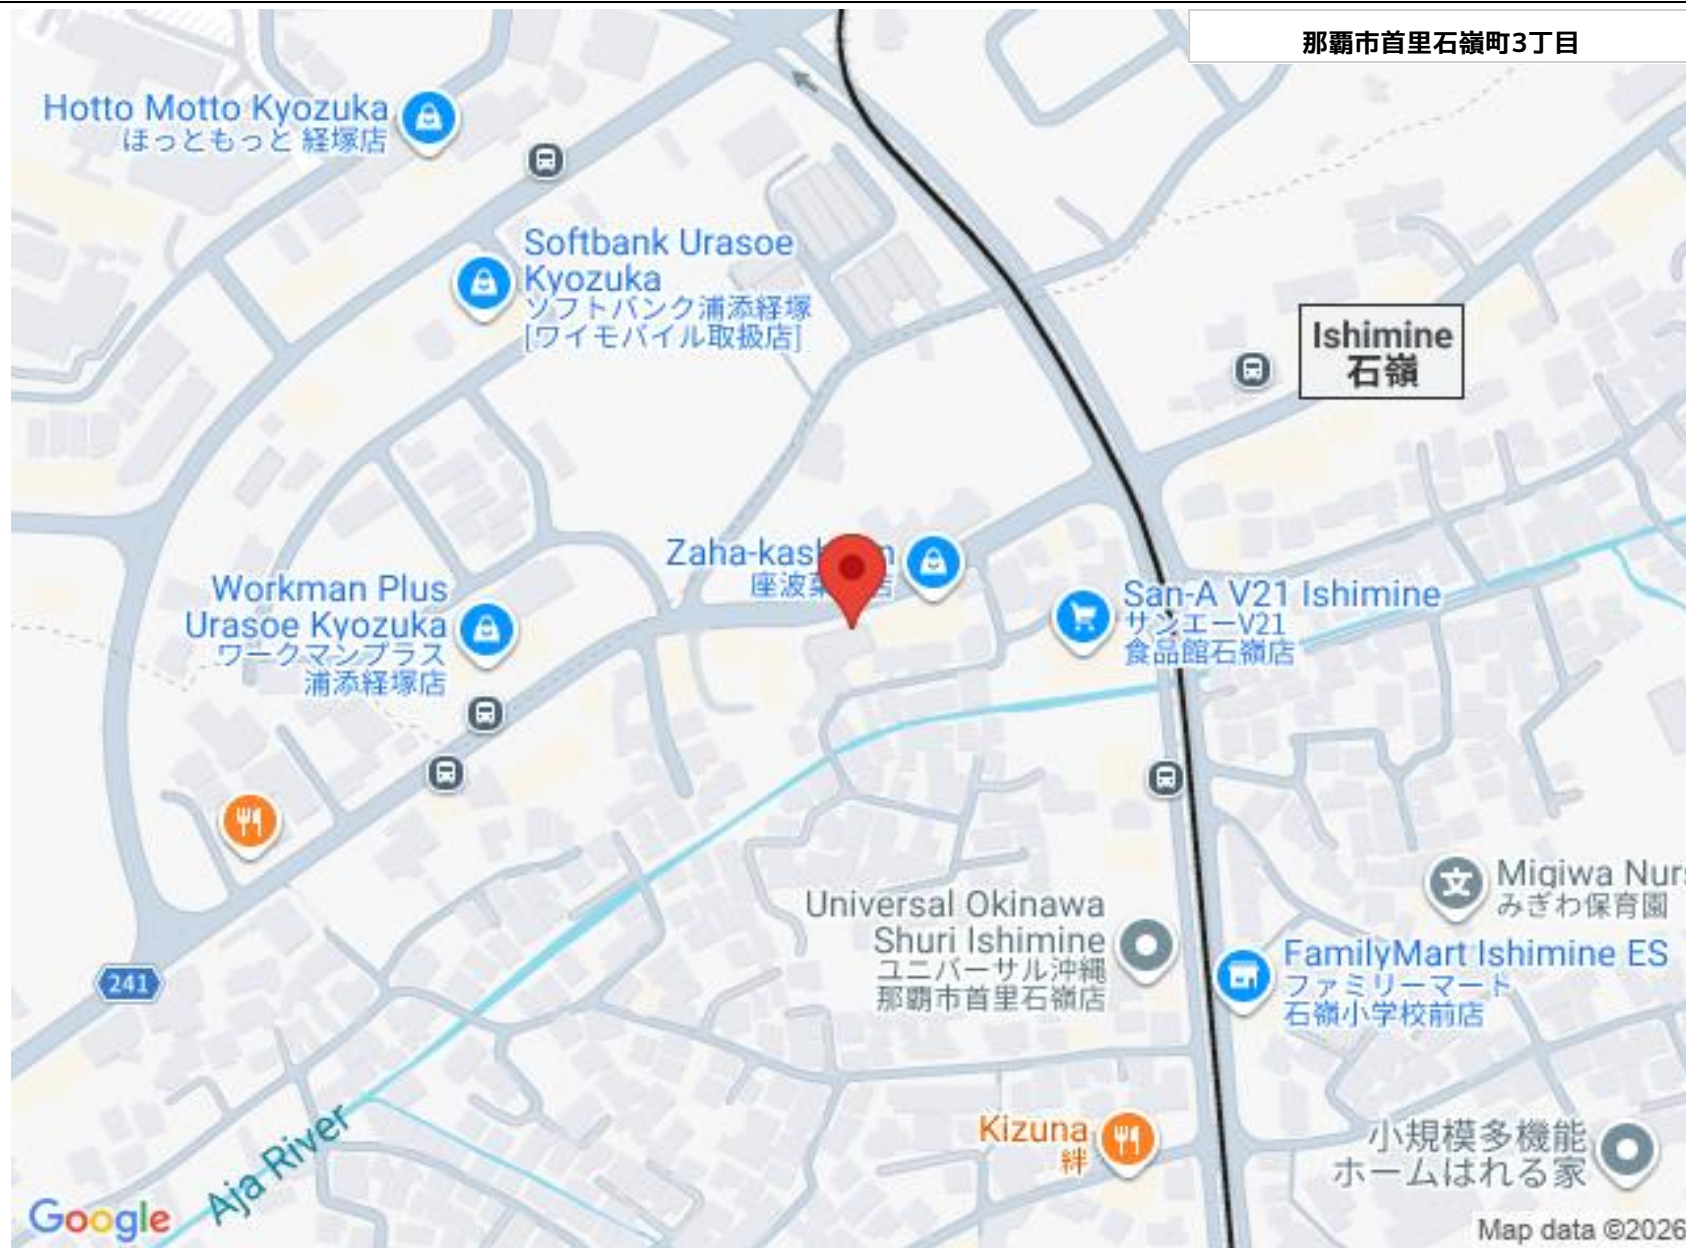 那覇市首里石嶺町3丁目
Hotto Motto Kyozuka
ほっともっと 経塚店
Softbank Urasoe
Kyozuka
ソフトバンク浦添経塚
[ワイモバイル取扱店]
Ishimine
石嶺
Workman Plus
Urasoe Kyozuka
ワークマンプラス
浦添経塚店
San-A V21 Ishimine
サンエーV21
食品館石嶺店
Universal Okinawa
Shuri Ishimine
ユニバーサル沖縄
那覇市首里石嶺店
Migiwa Nurs
みぎわ保育園
FamilyMart Ishimine ES
ファミリーマート
石嶺小学校前店
241
Kizuna
絆
小規模多機能
ホームはれる家
Aja River
Google
Map data ©2026